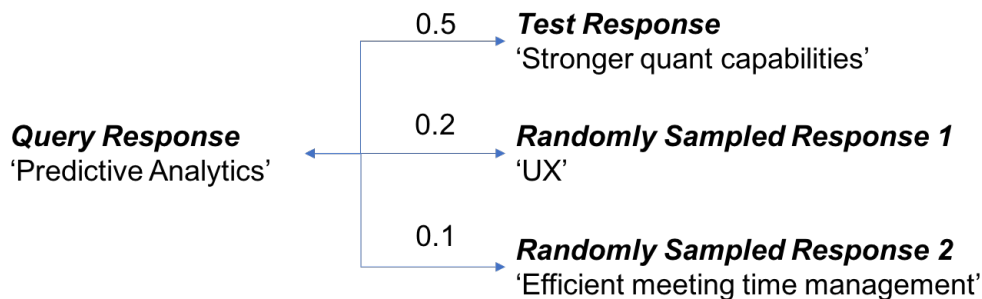 0.5
Test Response
‘Stronger quant capabilities’
Query Response
‘Predictive Analytics’
0.2
Randomly Sampled Response 1
‘UX’
0.1
Randomly Sampled Response 2
‘Efficient meeting time management’